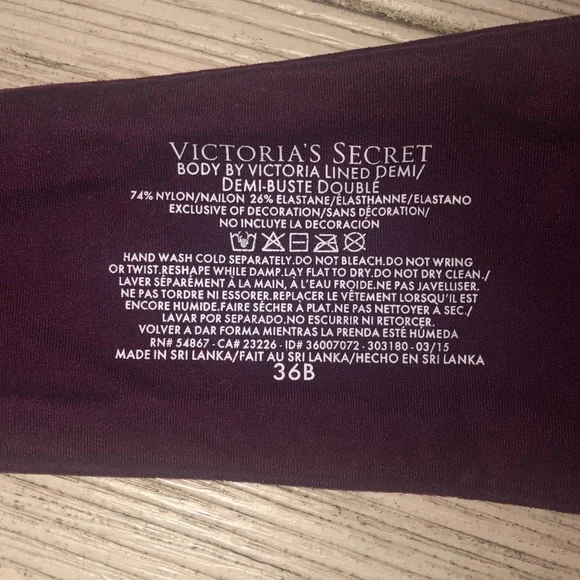 VICTORIA'S SECRET
BODY BY VICTORIA LINED DEMI/
DEMI-BUSTE DOUBLÉ
74% NYLON/NAILON 26% ELASTANE/ÉLASTHANNE/ELASTANO
EXCLUSIVE OF DECORATION/SANS DÉCORATION/
NO INCLUYE LA DECORACIÓN
HAND WASH COLD SEPARATELY.DO NOT BLEACH.DO NOT WRING
OR TWIST.RESHAPE WHILE DAMP.LAY FLAT TO DRY.DO NOT DRY CLEAN./
LAVER SÉPARÉMENT À LA MAIN, À L'EAU FROIDE.NE PAS JAVELLISER.
NE PAS TORDRE NI ESSORER.REPLACER LE VÊTEMENT LORSQU'IL EST
ENCORE HUMIDE.FAIRE SÉCHER À PLAT.NE PAS NETTOYER À SEC./
LAVAR POR SEPARADO.NO ESCURRIR NI RETORCER.
VOLVER A DAR FORMA MIENTRAS LA PRENDA ESTÉ HÚMEDA
RN# 54867 - CA# 23226 - ID# 36007072 - 303180 - 03/15
MADE IN SRI LANKA/FAIT AU SRI LANKA/HECHO EN SRI LANKA
36B